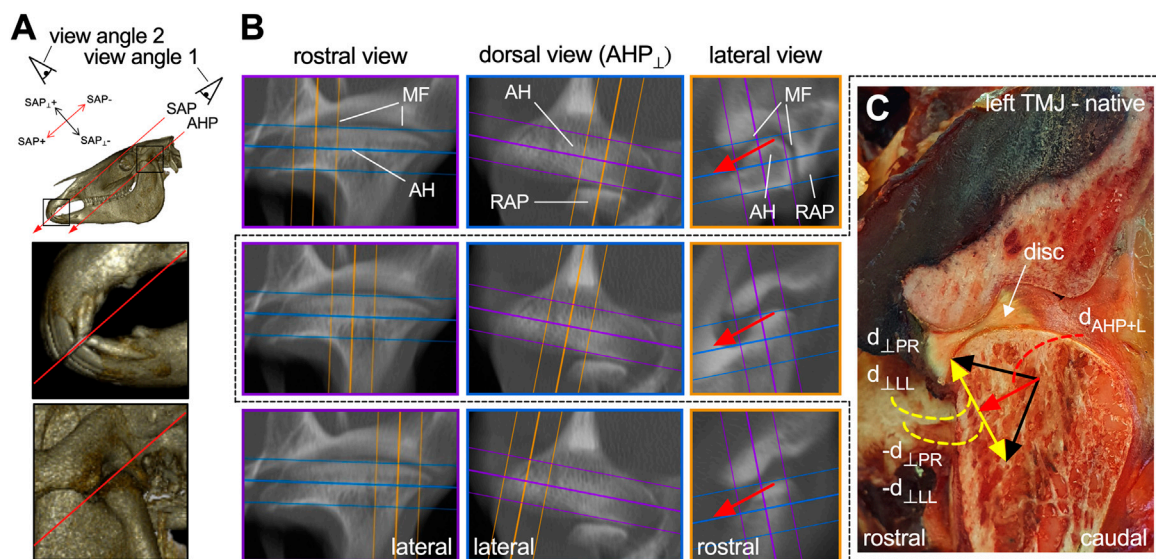 A
view angle 2
view angle 1
SAP⊥+
SAP-
SAP
AHP
SAP+
SAP⊥-
B
rostral view
dorsal view (AHP⊥)
lateral view
MF
AH
AH
RAP
MF
AH
RAP
lateral
lateral
rostral
C
left TMJ - native
disc
d⊥PR
d⊥LL
dAHP+L
-d⊥PR
-d⊥LL
rostral
caudal